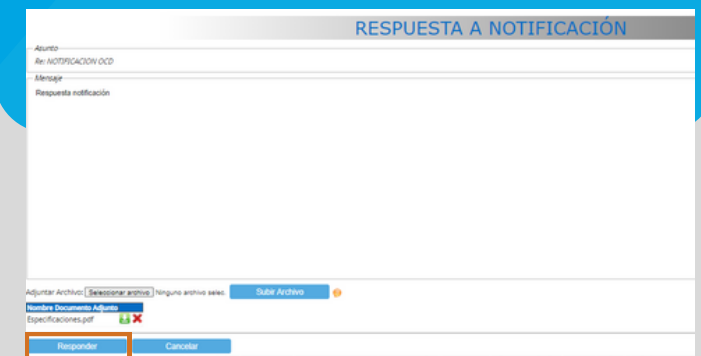 RESPUESTA A NOTIFICACIÓN
Asunto
Re: NOTIFICACION OCD
Mensaje
Respuesta notificación
Adjuntar Archivo: Seleccionar archivo Ninguno archivo selec. Subir Archivo
Nombre Documento Adjunto
Especificaciones.pdf
Responder Cancelar